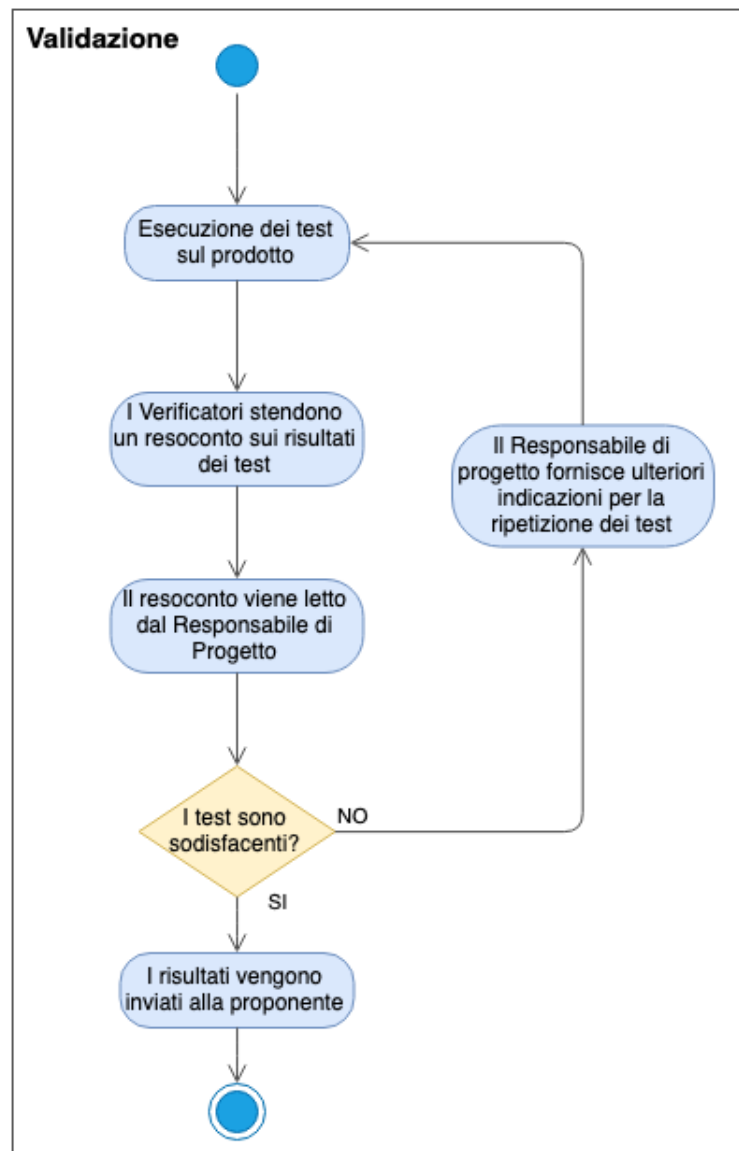 Validazione
Esecuzione dei test
sul prodotto
I Verificatori stendono
un resoconto sui risultati
dei test
Il Responsabile di
progetto fornisce ulteriori
indicazioni per la
ripetizione dei test
Il resoconto viene letto
dal Responsabile di
Progetto
I test sono
sodisfacenti?
NO
SI
I risultati vengono
inviati alla proponente